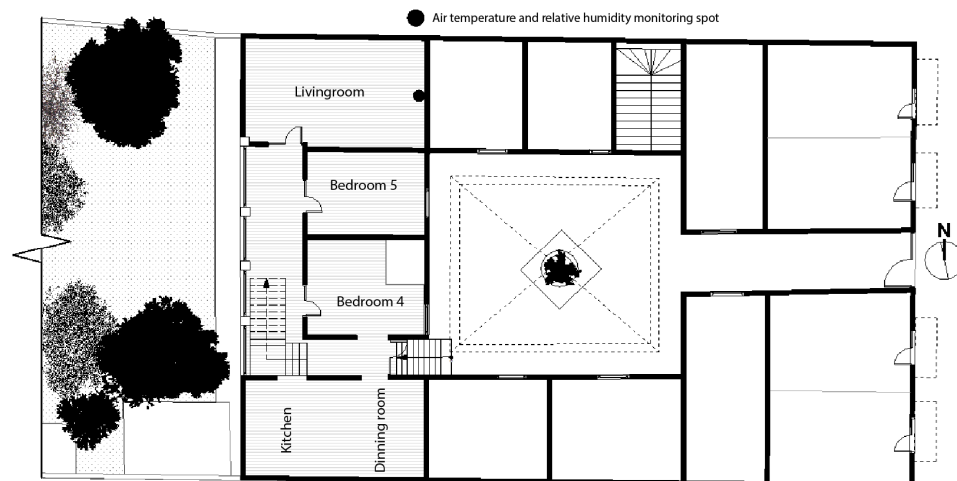 Air temperature and relative humidity monitoring spot
Livingroom
Bedroom 5
N
Bedroom 4
Kitchen
Dinning room